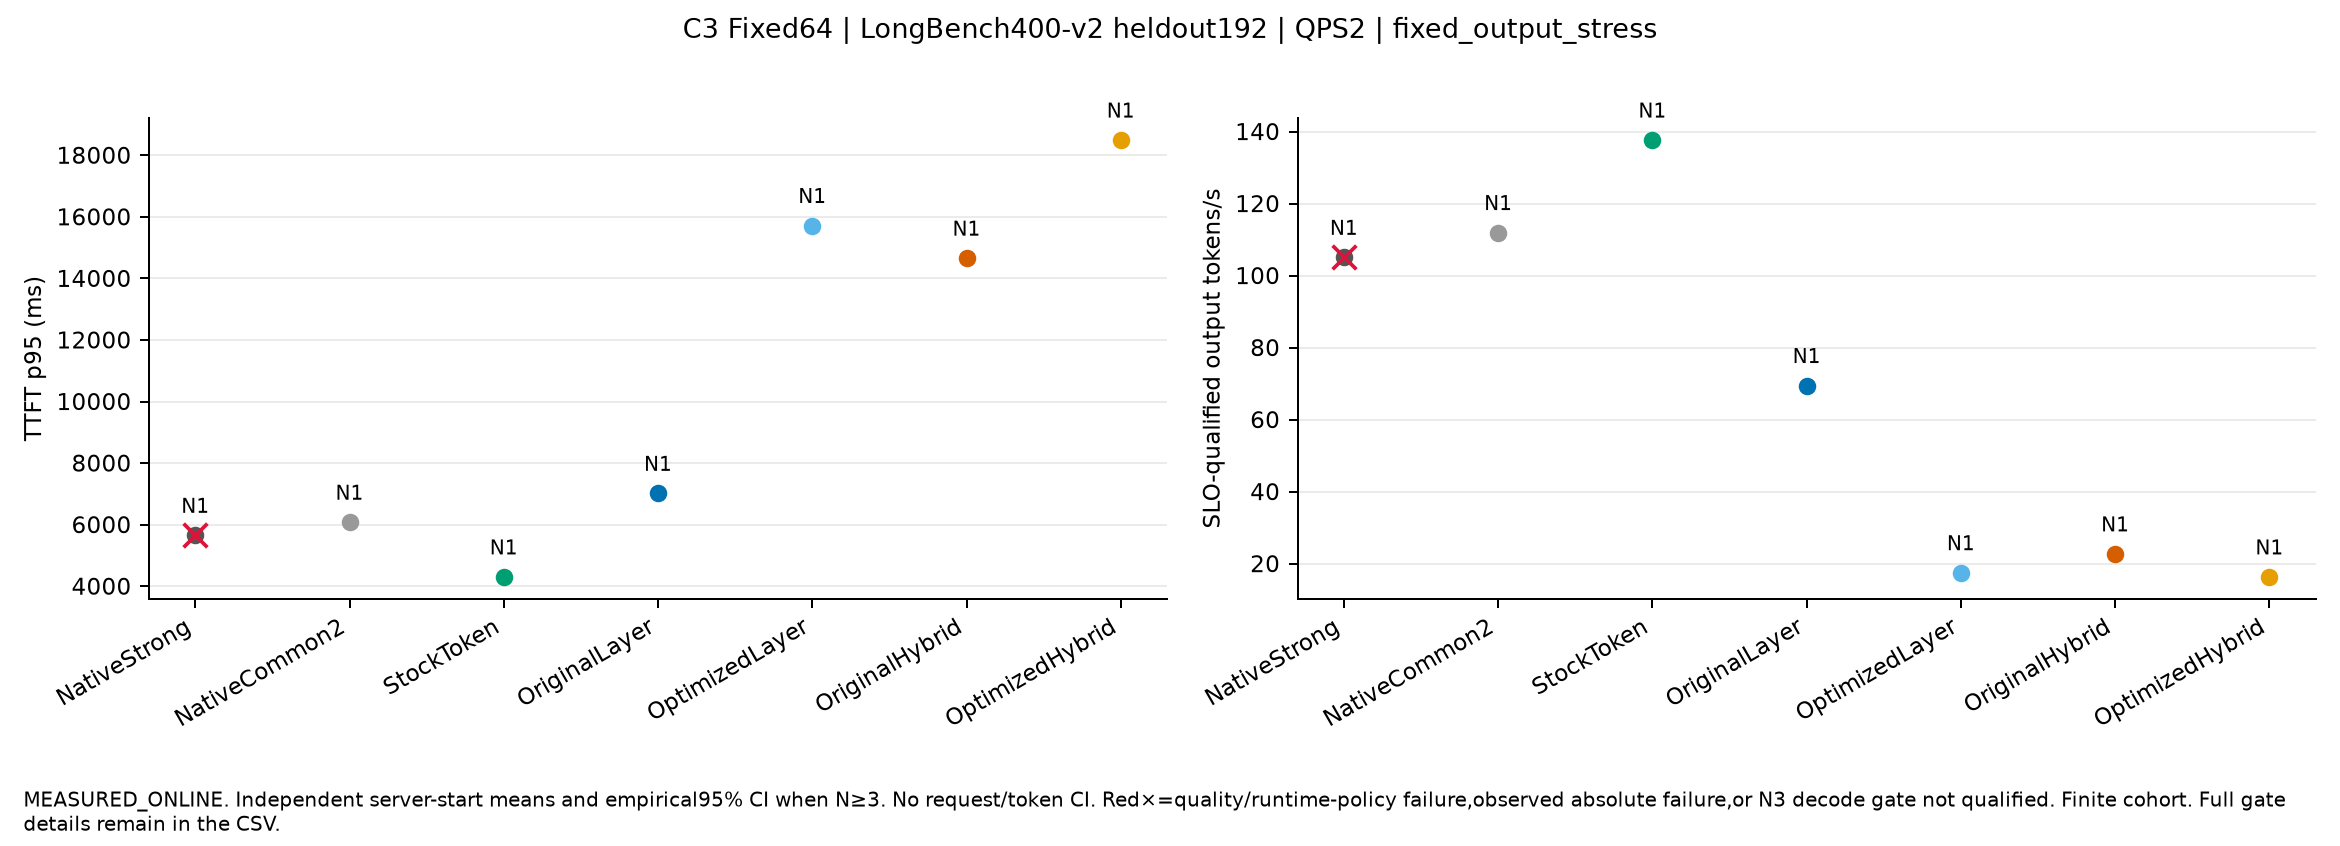 C3 Fixed64 | LongBench400-v2 heldout192 | QPS2 | fixed_output_stress
TTFT p95 (ms)
18000
16000
14000
12000
10000
8000
6000
4000
N1
N1
N1
N1
N1
N1
N1
NativeStrong
NativeCommon2
StockToken
OriginalLayer
OptimizedLayer
OriginalHybrid
OptimizedHybrid
SLO-qualified output tokens/s
140
120
100
80
60
40
20
N1
N1
N1
N1
N1
N1
N1
NativeStrong
NativeCommon2
StockToken
OriginalLayer
OptimizedLayer
OriginalHybrid
OptimizedHybrid
MEASURED_ONLINE. Independent server-start means and empirical95% CI when N≥3. No request/token CI. Red×=quality/runtime-policy failure,observed absolute failure,or N3 decode gate not qualified. Finite cohort. Full gate
details remain in the CSV.